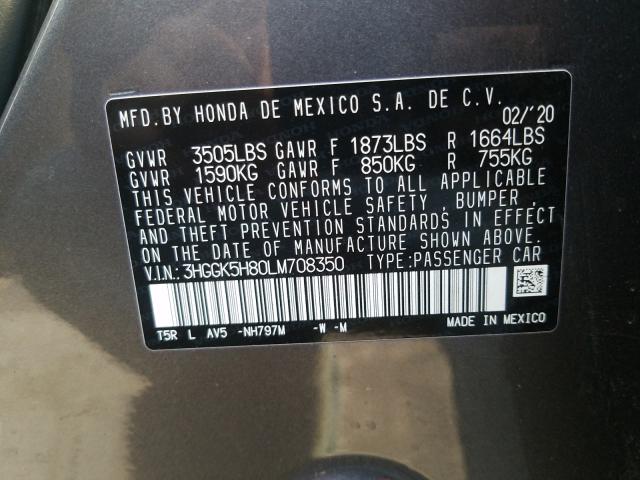 MFD. BY HONDA DE MEXICO S.A. DE C.V.
02/'20
GVWR 3505LBS GAWR F 1873LBS R 1664LBS
GVWR 1590KG GAWR F 850KG R 755KG
THIS VEHICLE CONFORMS TO ALL APPLICABLE
FEDERAL MOTOR VEHICLE SAFETY , BUMPER ,
AND THEFT PREVENTION STANDARDS IN EFFECT
ON THE DATE OF MANUFACTURE SHOWN ABOVE.
V.I.N.: 3HGGK5H80LM708350 TYPE:PASSENGER CAR
T5R L AV5 -NH797M -W -M
MADE IN MEXICO